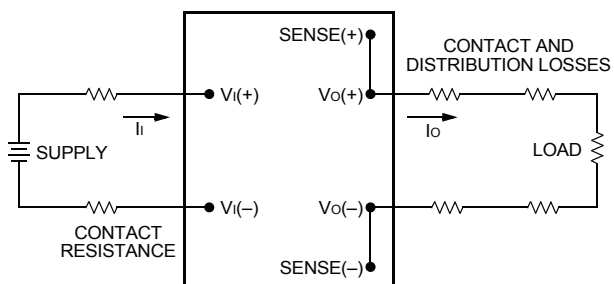 SENSE(+)
CONTACT AND
DISTRIBUTION LOSSES
VI(+)
VO(+)
II
IO
SUPPLY
LOAD
VI(–)
VO(–)
CONTACT
RESISTANCE
SENSE(–)